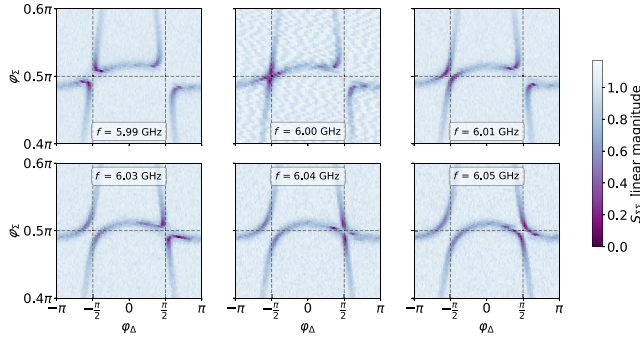 0.6π
φΣ
0.5π
0.4π
f = 5.99 GHz
f = 6.00 GHz
f = 6.01 GHz
0.6π
φΣ
0.5π
0.4π
f = 6.03 GHz
f = 6.04 GHz
f = 6.05 GHz
−π
−π/2
0
π/2
π
−π
−π/2
0
π/2
π
−π
−π/2
0
π/2
π
φΔ
φΔ
φΔ
1.0
0.8
0.6
0.4
0.2
0.0
SΣΣ linear magnitude